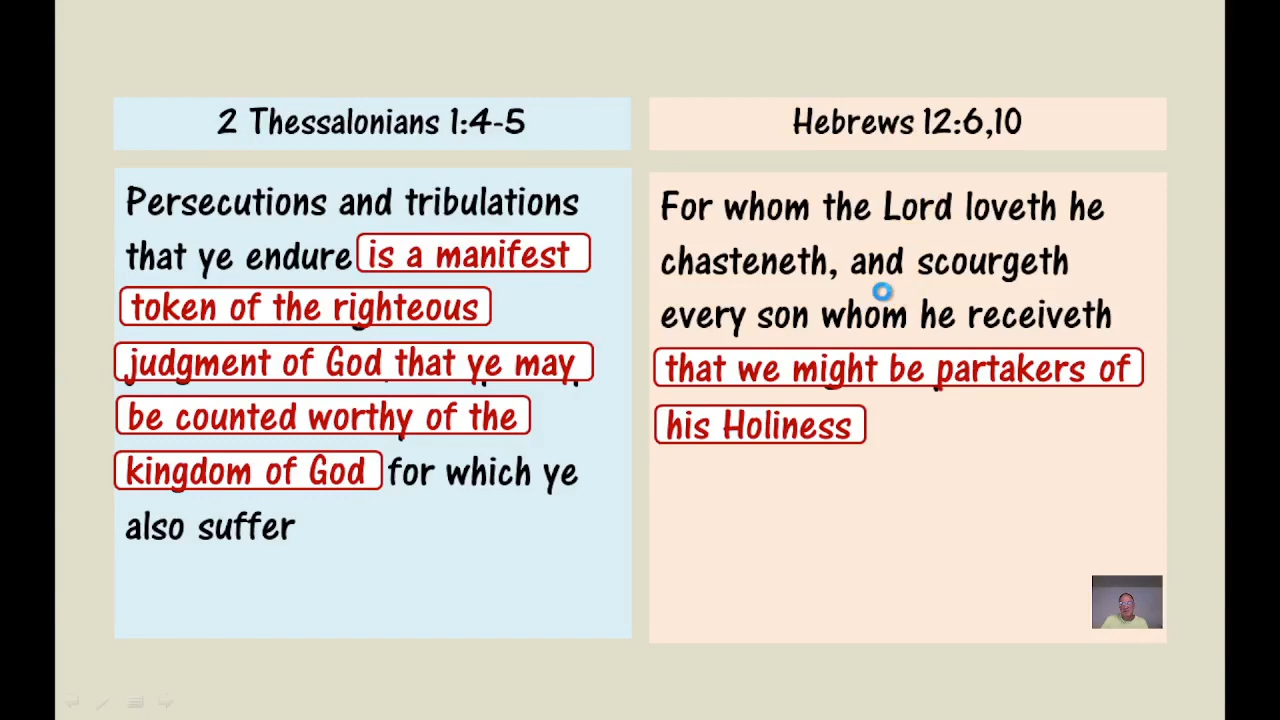 2 Thessalonians 1:4-5
Persecutions and tribulations
that ye endure is a manifest
token of the righteous
judgment of God that ye may
be counted worthy of the
kingdom of God for which ye
also suffer
Hebrews 12:6,10
For whom the Lord loveth he
chasteneth, and scourgeth
every son whom he receiveth
that we might be partakers of
his Holiness